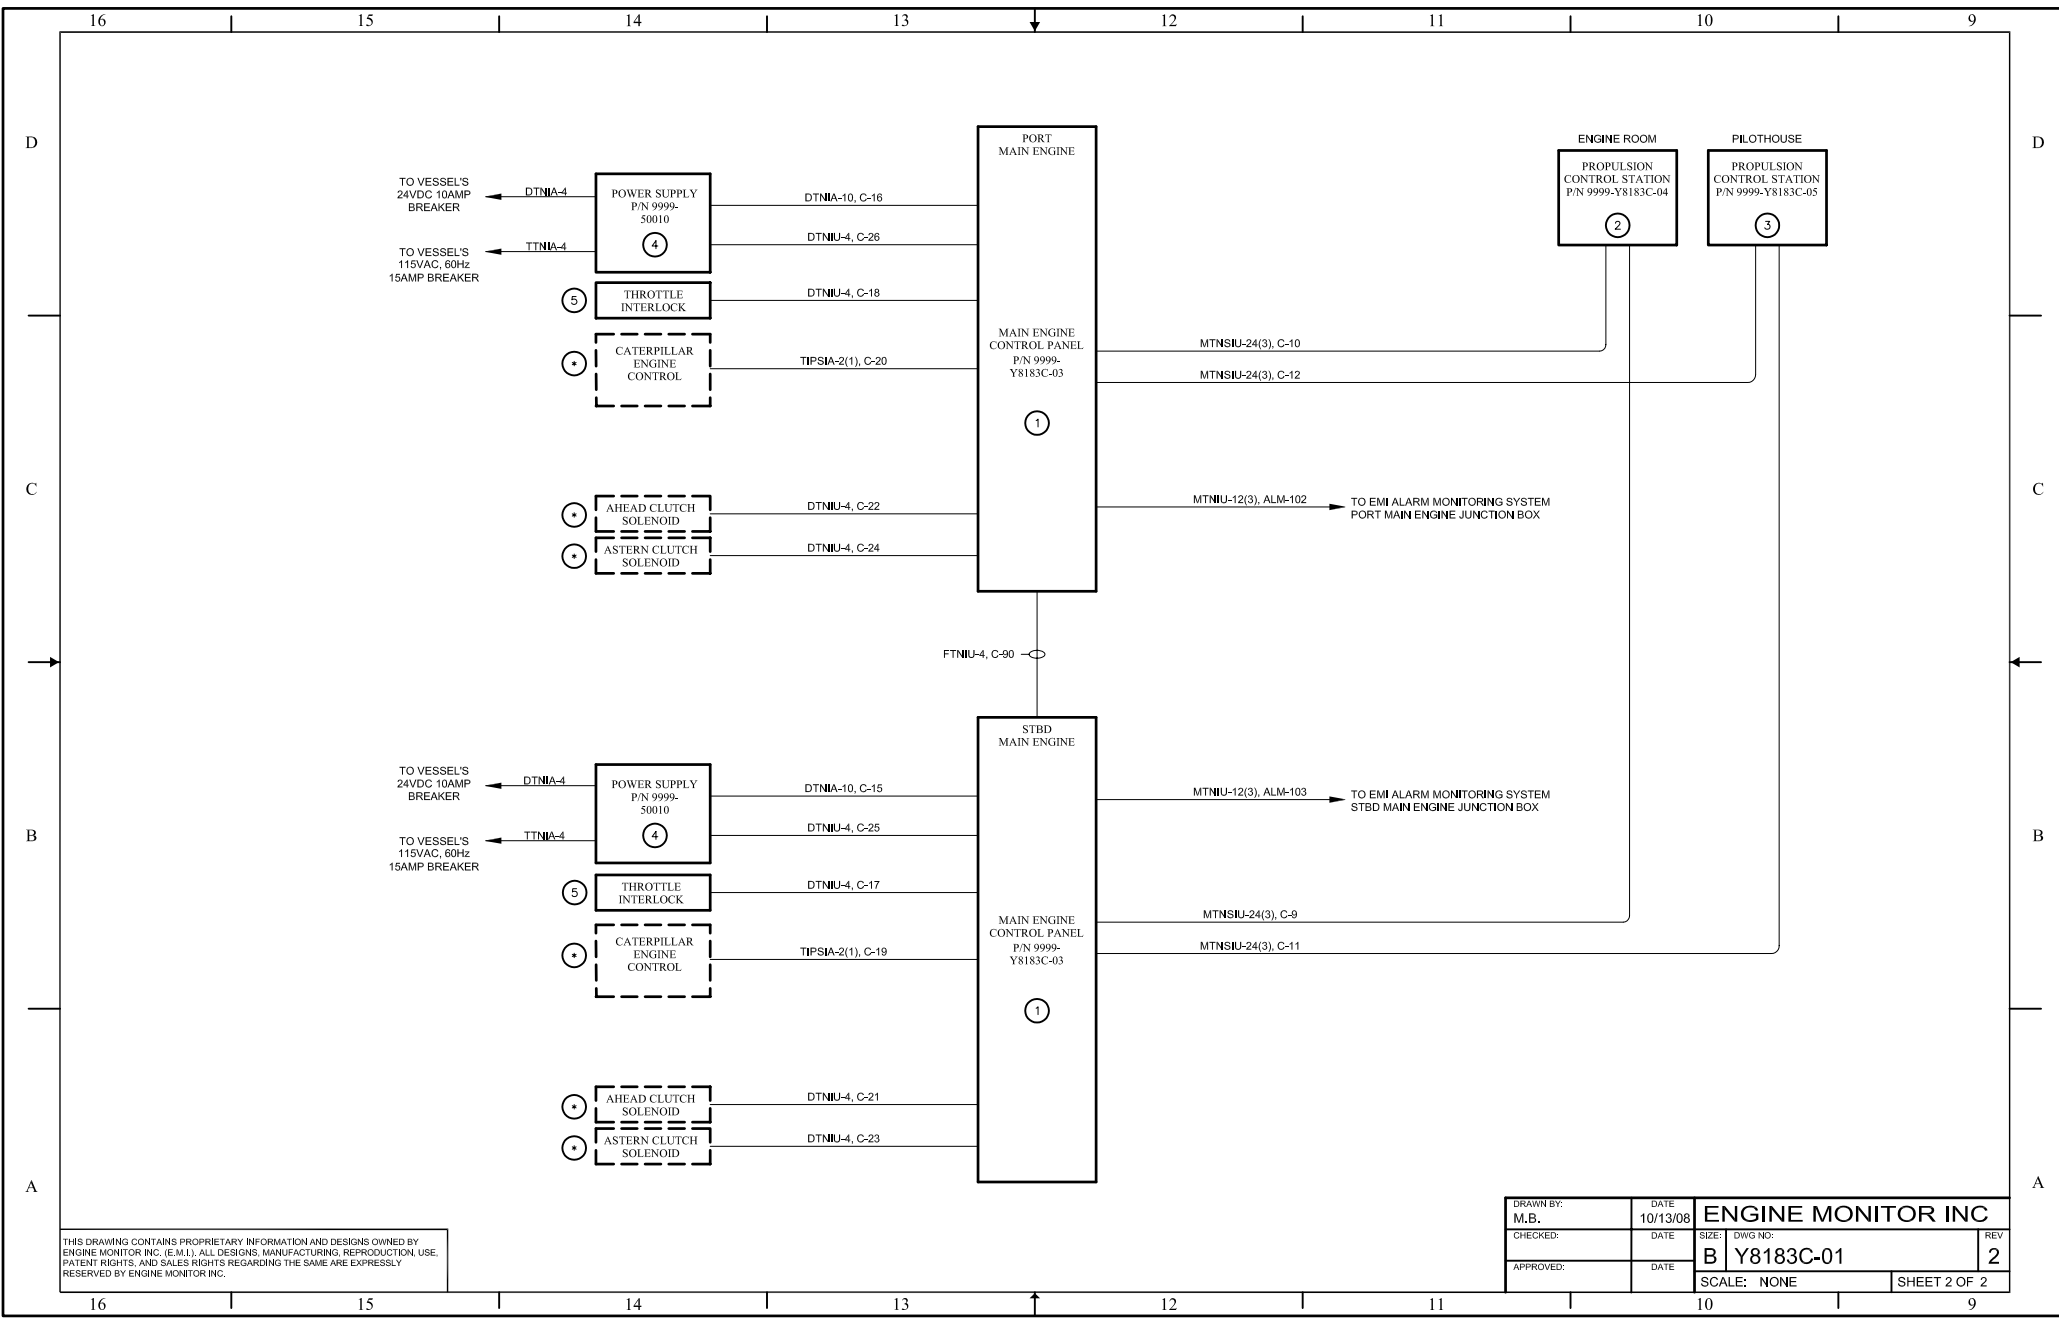 16 15 14 13 12 11 10 9
D D
PORT
MAIN ENGINE
ENGINE ROOM
PROPULSION
CONTROL STATION
P/N 9999-Y8183C-04
2
PILOTHOUSE
PROPULSION
CONTROL STATION
P/N 9999-Y8183C-05
3
TO VESSEL'S
24VDC 10AMP
BREAKER
DTNIA-4
TO VESSEL'S
115VAC, 60Hz
15AMP BREAKER
TTNIA-4
POWER SUPPLY
P/N 9999-
50010
4
DTNIA-10, C-16
DTNIU-4, C-26
5
THROTTLE
INTERLOCK
DTNIU-4, C-18
*
CATERPILLAR
ENGINE
CONTROL
TIPSIA-2(1), C-20
MAIN ENGINE
CONTROL PANEL
P/N 9999-
Y8183C-03
1
MTNSIU-24(3), C-10
MTNSIU-24(3), C-12
C C
*
AHEAD CLUTCH
SOLENOID
DTNIU-4, C-22
*
ASTERN CLUTCH
SOLENOID
DTNIU-4, C-24
MTNIU-12(3), ALM-102
TO EMI ALARM MONITORING SYSTEM
PORT MAIN ENGINE JUNCTION BOX
FTNIU-4, C-90
STBD
MAIN ENGINE
TO VESSEL'S
24VDC 10AMP
BREAKER
DTNIA-4
TO VESSEL'S
115VAC, 60Hz
15AMP BREAKER
TTNIA-4
POWER SUPPLY
P/N 9999-
50010
4
DTNIA-10, C-15
DTNIU-4, C-25
MTNIU-12(3), ALM-103
TO EMI ALARM MONITORING SYSTEM
STBD MAIN ENGINE JUNCTION BOX
B B
5
THROTTLE
INTERLOCK
DTNIU-4, C-17
*
CATERPILLAR
ENGINE
CONTROL
TIPSIA-2(1), C-19
MAIN ENGINE
CONTROL PANEL
P/N 9999-
Y8183C-03
1
MTNSIU-24(3), C-9
MTNSIU-24(3), C-11
*
AHEAD CLUTCH
SOLENOID
DTNIU-4, C-21
*
ASTERN CLUTCH
SOLENOID
DTNIU-4, C-23
A A
THIS DRAWING CONTAINS PROPRIETARY INFORMATION AND DESIGNS OWNED BY
ENGINE MONITOR INC. (E.M.I.). ALL DESIGNS, MANUFACTURING, REPRODUCTION, USE,
PATENT RIGHTS, AND SALES RIGHTS REGARDING THE SAME ARE EXPRESSLY
RESERVED BY ENGINE MONITOR INC.
DRAWN BY: DATE
M.B. 10/13/08
CHECKED: DATE
APPROVED: DATE
ENGINE MONITOR INC
SIZE: DWG NO: REV
B Y8183C-01 2
SCALE: NONE SHEET 2 OF 2
16 15 14 13 12 11 10 9